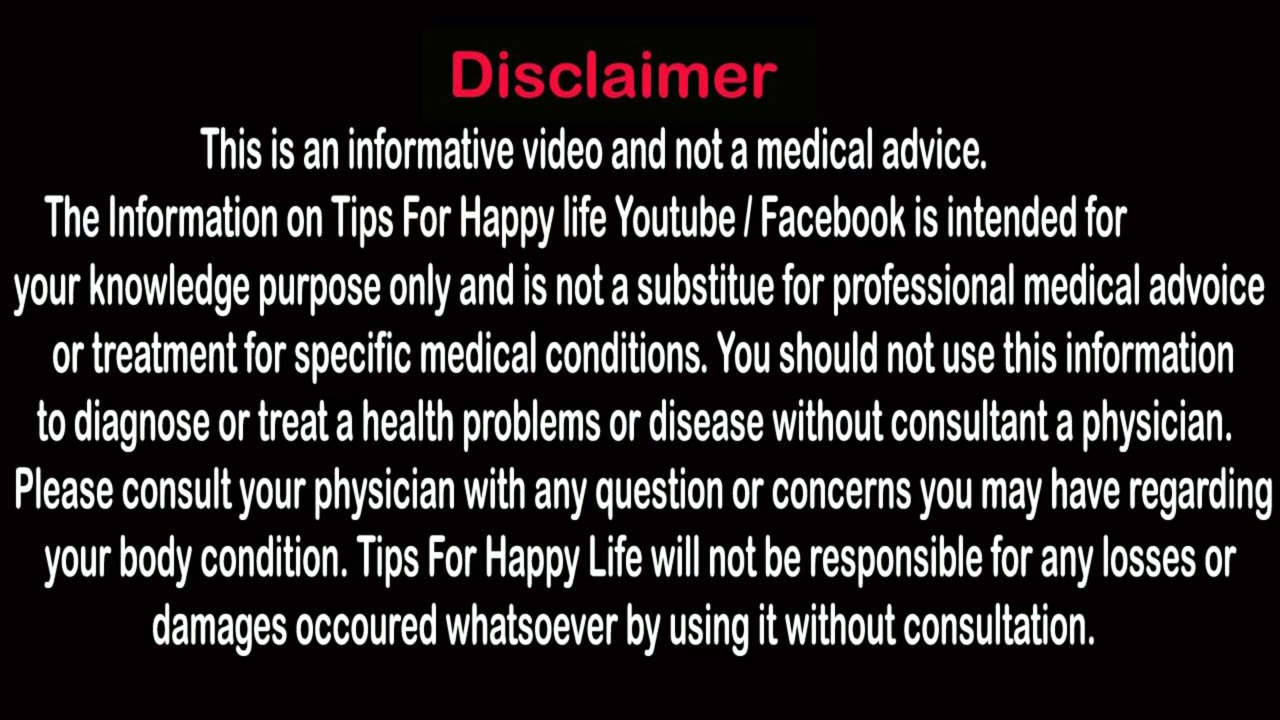 Disclaimer
This is an informative video and not a medical advice.
The Information on Tips For Happy life Youtube / Facebook is intended for
your knowledge purpose only and is not a substitue for professional medical advoice
or treatment for specific medical conditions. You should not use this information
to diagnose or treat a health problems or disease without consultant a physician.
Please consult your physician with any question or concerns you may have regarding
your body condition. Tips For Happy Life will not be responsible for any losses or
damages occoured whatsoever by using it without consultation.